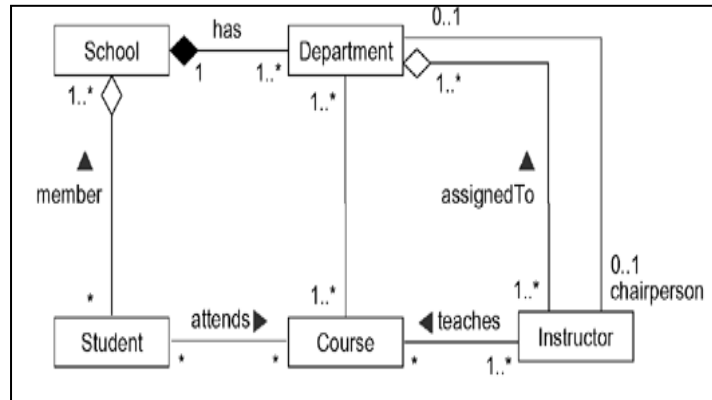 0..1
has
School
Department
1
1..*
1..*
1..*
1..*
member
assignedTo
0..1
chairperson
*
1..*
1..*
attends
teaches
Student
Course
Instructor
*
*
*
1..*